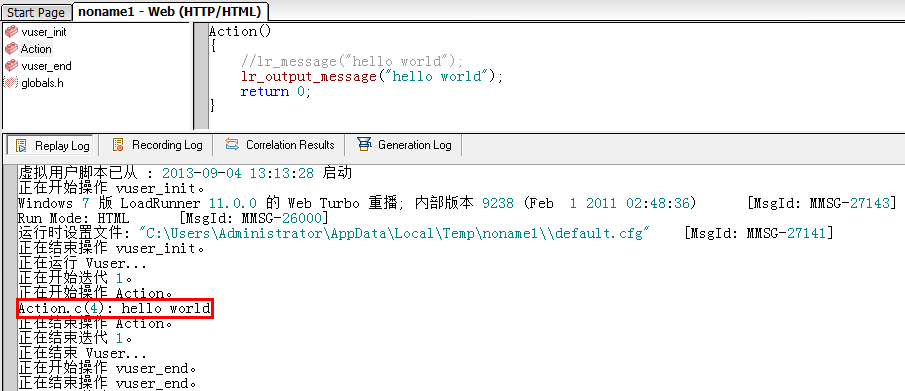 Start Page
noname1 - Web (HTTP/HTML)
vuser_init
Action
vuser_end
globals.h
Action()
{
//lr_message("hello world");
lr_output_message("hello world");
return 0;
}
Replay Log
Recording Log
Correlation Results
Generation Log
虚拟用户脚本已从 : 2013-09-04 13:13:28 启动
正在开始操作 vuser_init。
Windows 7 版 LoadRunner 11.0.0 的 Web Turbo 重播; 内部版本 9238 (Feb  1 2011 02:48:36)      [MsgId: MMSG-27143]
Run Mode: HTML      [MsgId: MMSG-26000]
运行时设置文件: "C:\Users\Administrator\AppData\Local\Temp\noname1\\default.cfg"    [MsgId: MMSG-27141]
正在结束操作 vuser_init。
正在运行 Vuser...
正在开始迭代 1。
正在开始操作 Action。
Action.c(4): hello world
正在结束操作 Action。
正在结束迭代 1。
正在结束 Vuser...
正在开始操作 vuser_end。
正在结束操作 vuser_end。